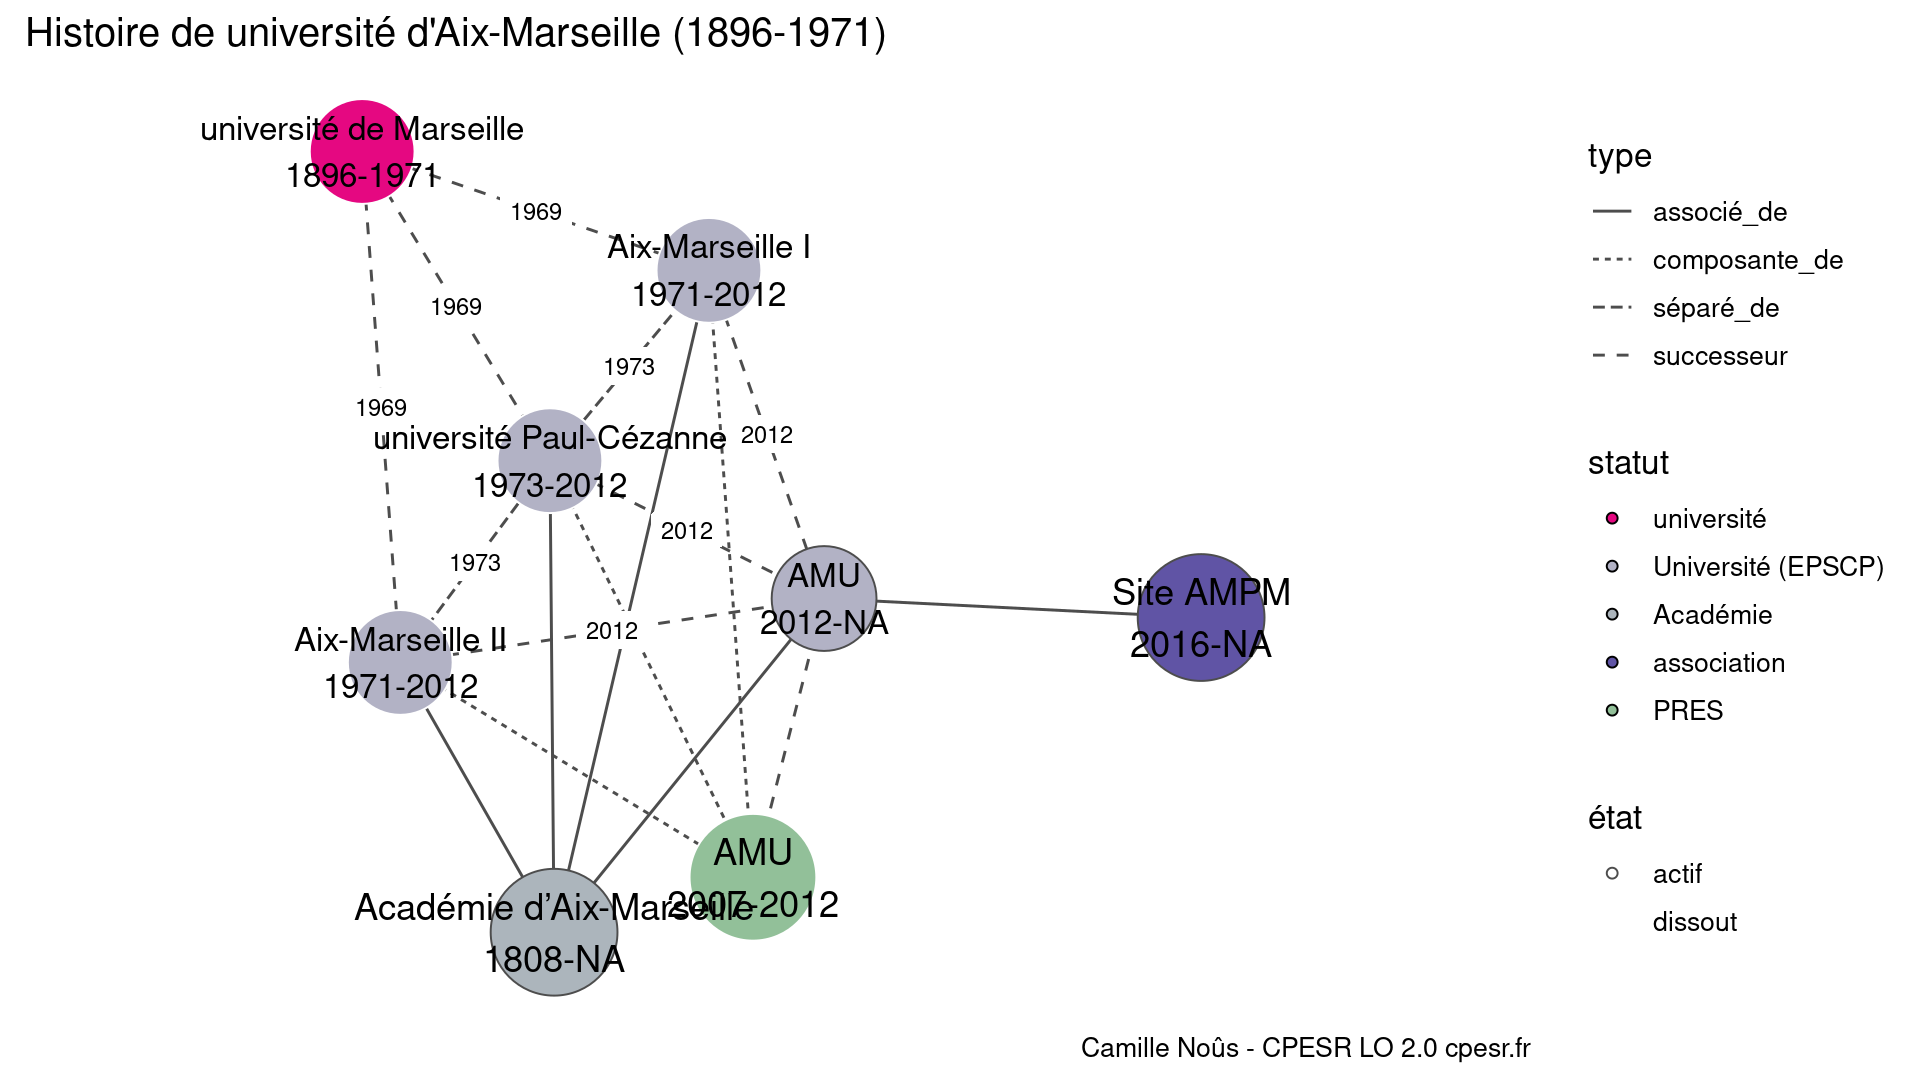 Histoire de université d'Aix-Marseille (1896-1971)
université de Marseille
1896-1971
1969
Aix-Marseille I
1971-2012
1969
1973
1969
université Paul-Cézanne
1973-2012
2012
2012
1973
AMU
2012-NA
Site AMPM
2016-NA
2012
Aix-Marseille II
1971-2012
AMU
2007-2012
Académie d’Aix-Marseille
1808-NA
type
associé_de
composante_de
séparé_de
successeur
statut
université
Université (EPSCP)
Académie
association
PRES
état
actif
dissout
Camille Noûs - CPESR LO 2.0 cpesr.fr